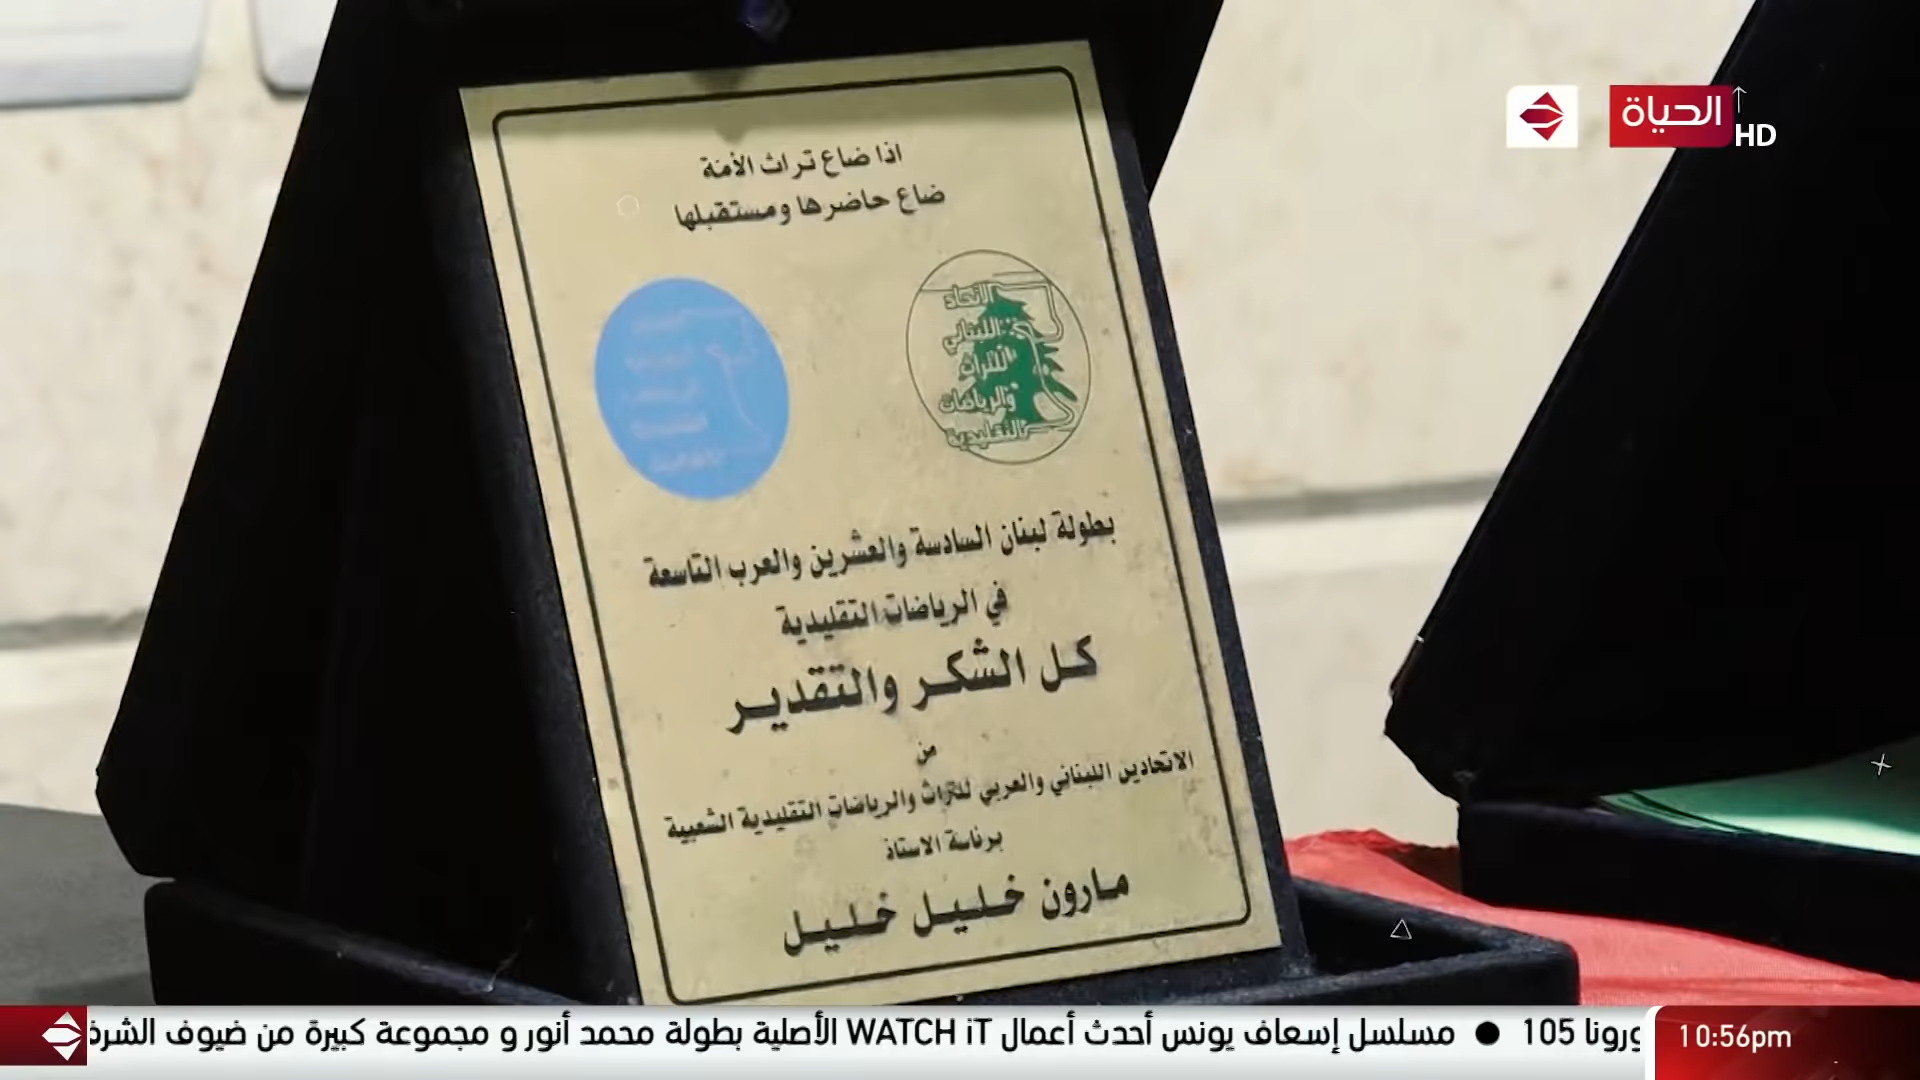 الحياة
HD
اذا ضاع تراث الأمة
ضاع حاضرها ومستقبلها
الاتحاد
اللبناني
للتراث
والرياضات
التقليدية
بطولة لبنان السادسة والعشرين والعرب التاسعة
في الرياضات التقليدية
كل الشكر والتقدير
من
الاتحادين اللبناني والعربي للتراث والرياضات التقليدية الشعبية
برئاسة الاستاذ
مارون خليل خليل
ورونا 105 ● مسلسل إسعاف يونس أحدث أعمال WATCH iT الأصلية بطولة محمد أنور و مجموعة كبيرة من ضيوف الشرف
10:56pm